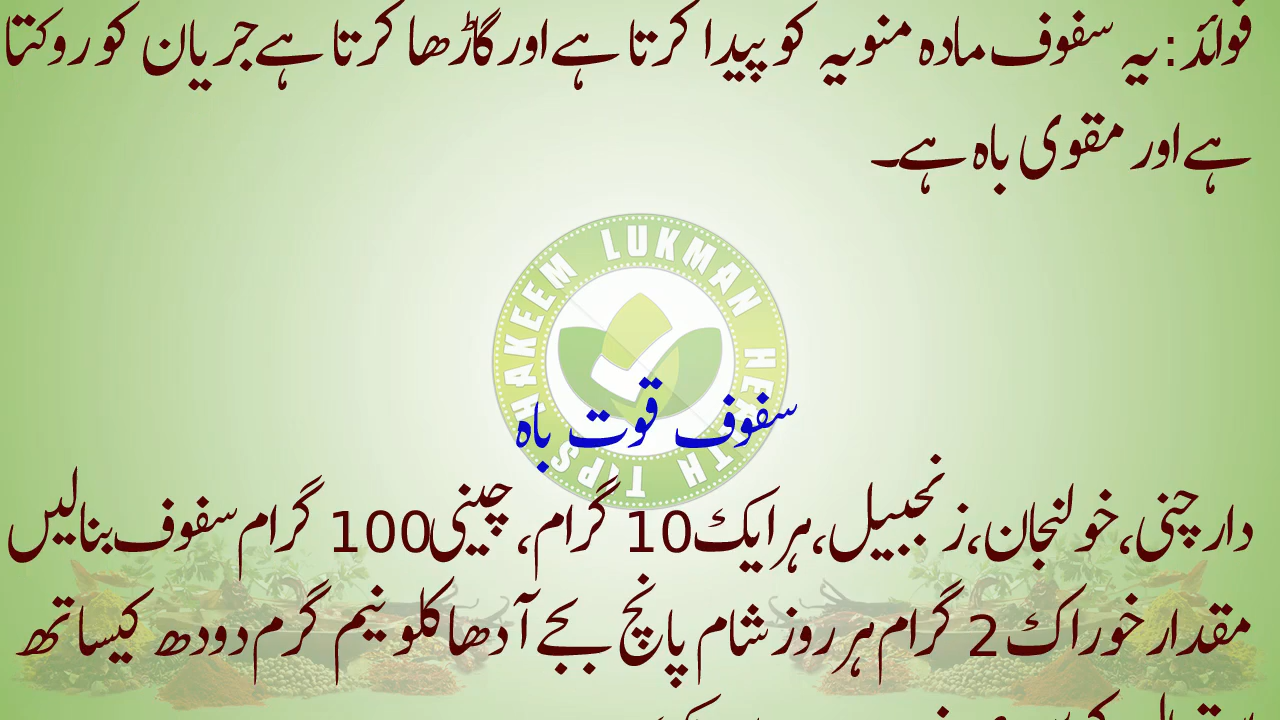 فوائد: یہ سفوف مادہ منویہ کو پیدا کرتا ہے اور گاڑھا کرتا ہے جریان کو روکتا
ہے اور مقوی باہ ہے۔
HAKEEM LUKMAN HEALTH TIPS
سفوف قوت باہ
دارچنی، خولنجان، زنجبیل، ہر ایک 10 گرام، چینی 100 گرام سفوف بنالیں
مقدار خوراک 2 گرام ہر روز شام پانچ بجے آدھا کلو نیم گرم دودھ کیساتھ